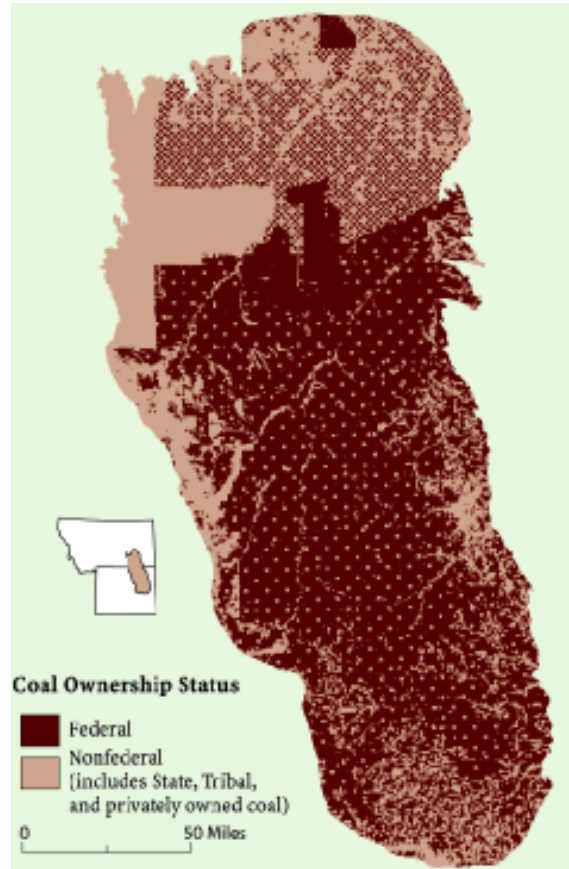 Coal Ownership Status
Federal
Nonfederal
(includes State, Tribal,
and privately owned coal)
0 50 Miles